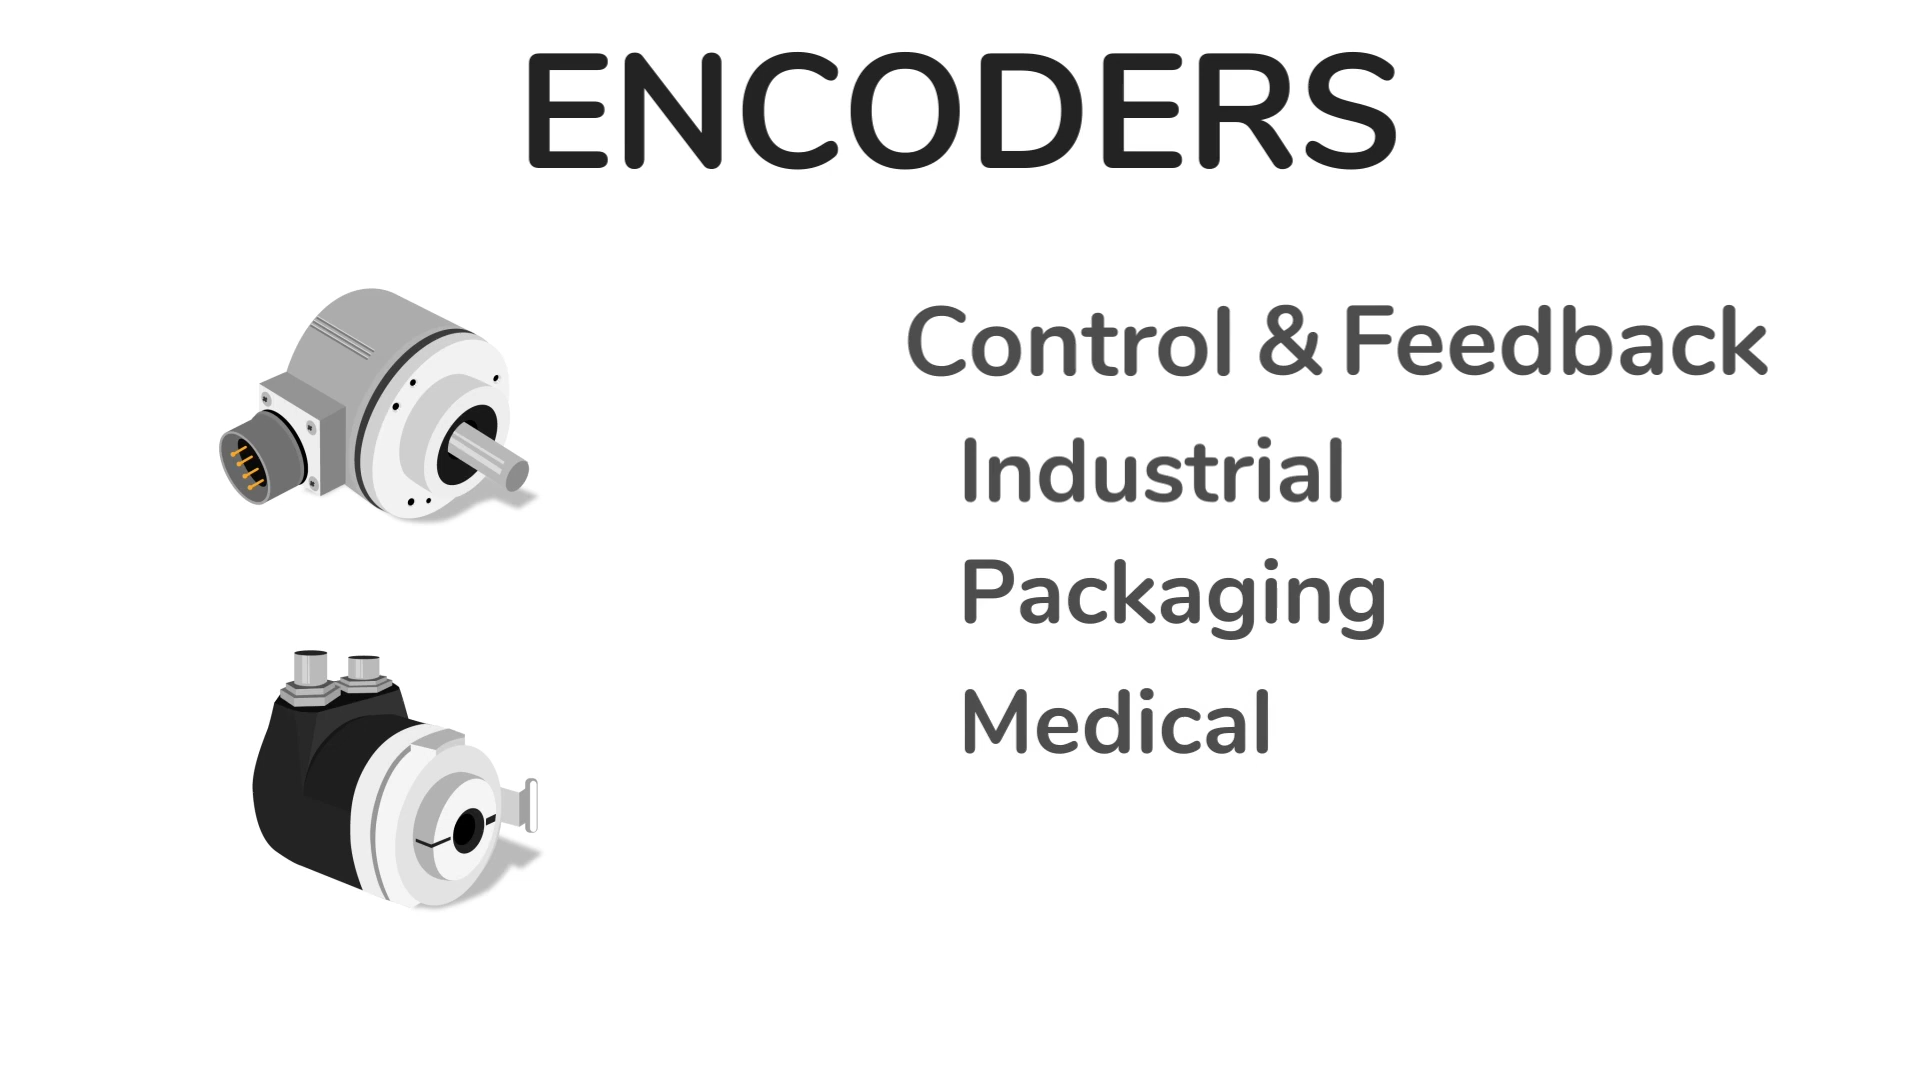 ENCODERS
Control & Feedback
Industrial
Packaging
Medical